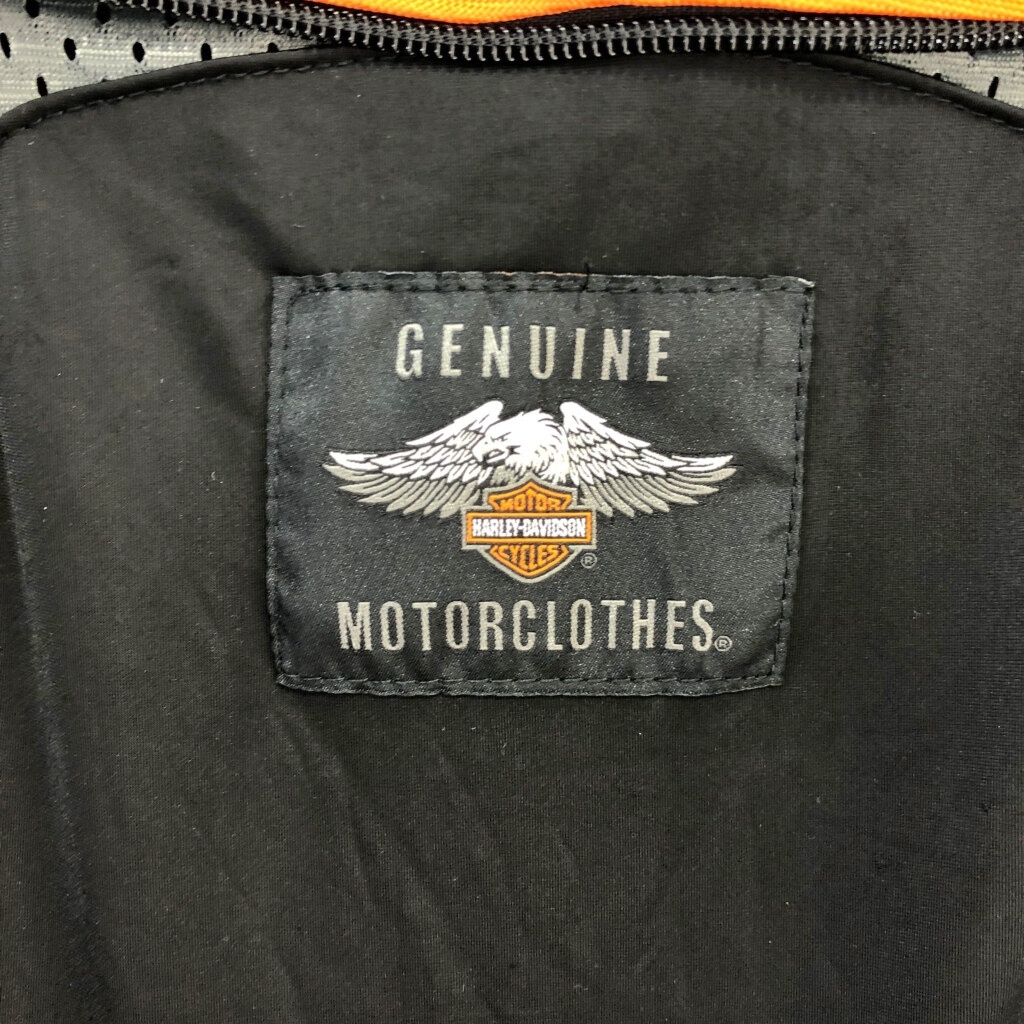 GENUINE
MOTOR
HARLEY-DAVIDSON
CYCLES®
MOTORCLOTHES®